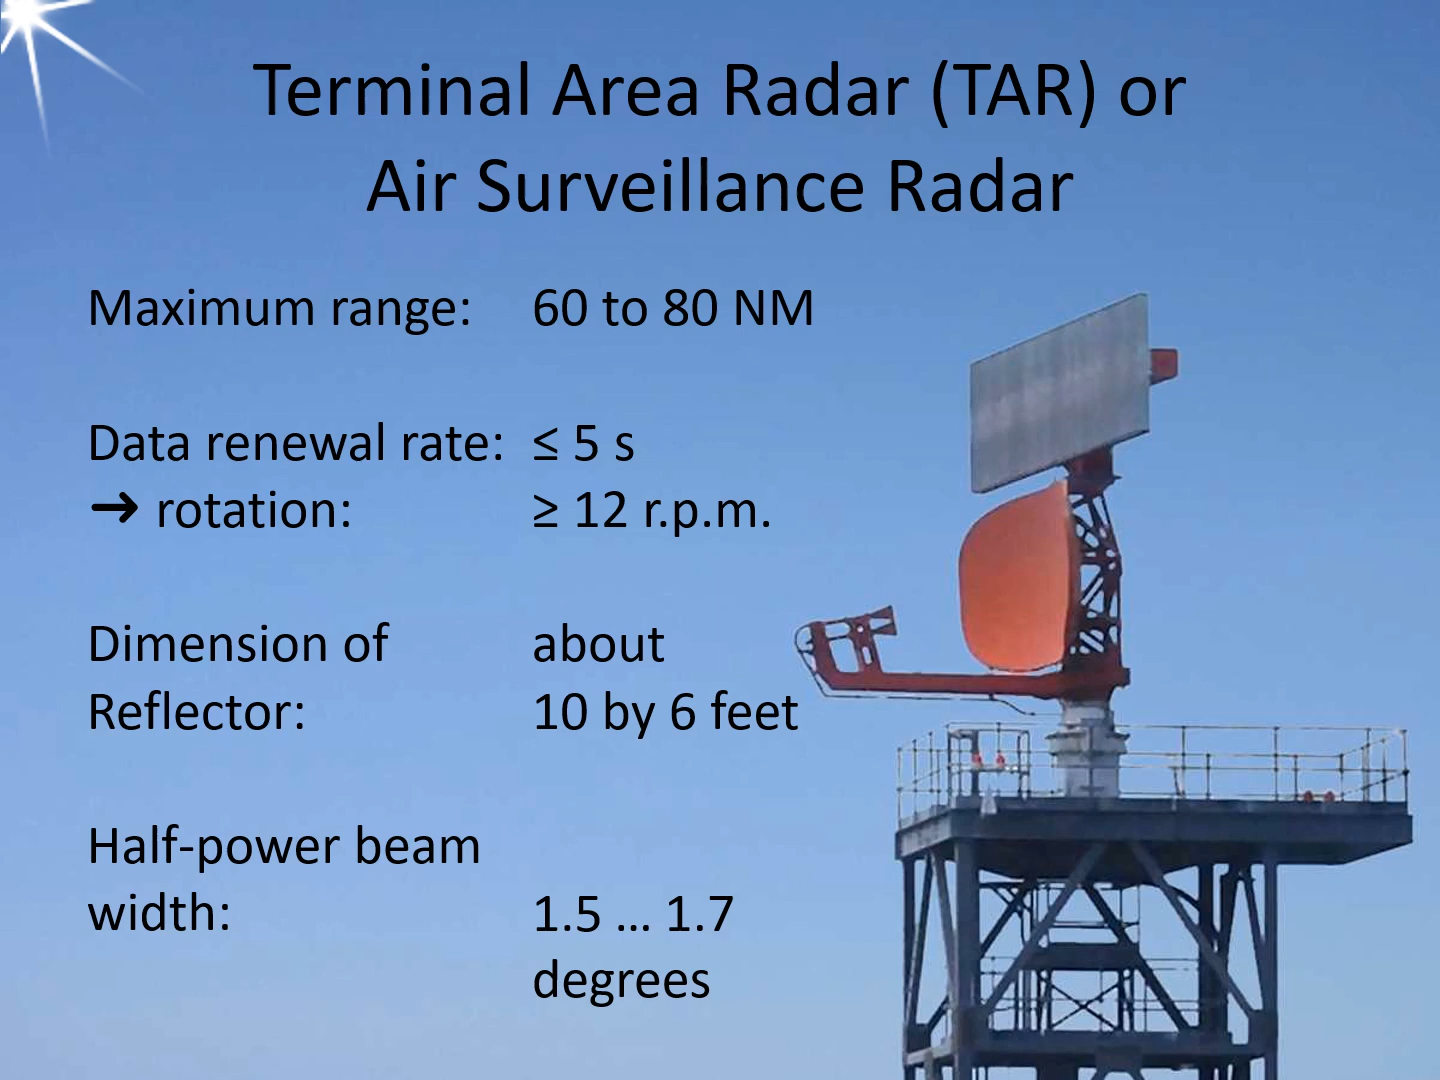 Terminal Area Radar (TAR) or
Air Surveillance Radar
Maximum range: 60 to 80 NM
Data renewal rate: ≤ 5 s
➔ rotation: ≥ 12 r.p.m.
Dimension of about
Reflector: 10 by 6 feet
Half-power beam
width: 1.5 … 1.7
degrees